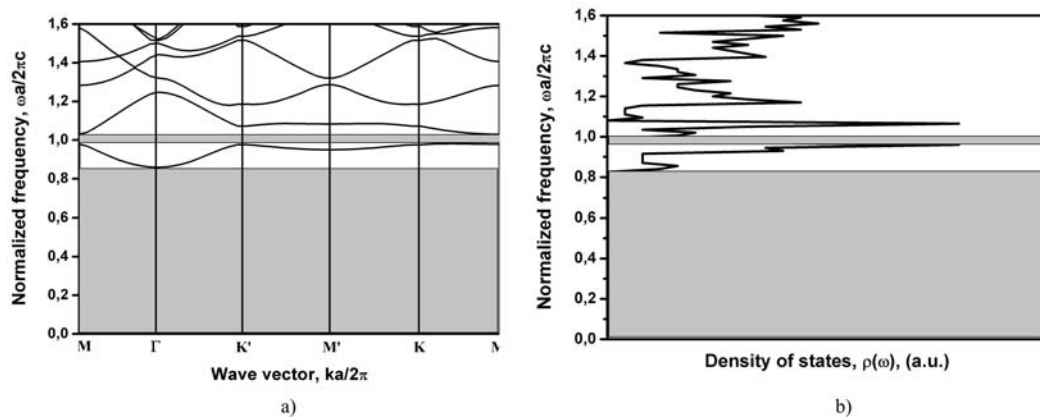 a)
Normalized frequency, ωa/2πc
1,6
1,4
1,2
1,0
0,8
0,6
0,4
0,2
0,0
M Γ K' M' K M
Wave vector, ka/2π
a)
b)
Normalized frequency, ωa/2πc
1,6
1,4
1,2
1,0
0,8
0,6
0,4
0,2
0,0
Density of states, ρ(ω), (a.u.)
b)